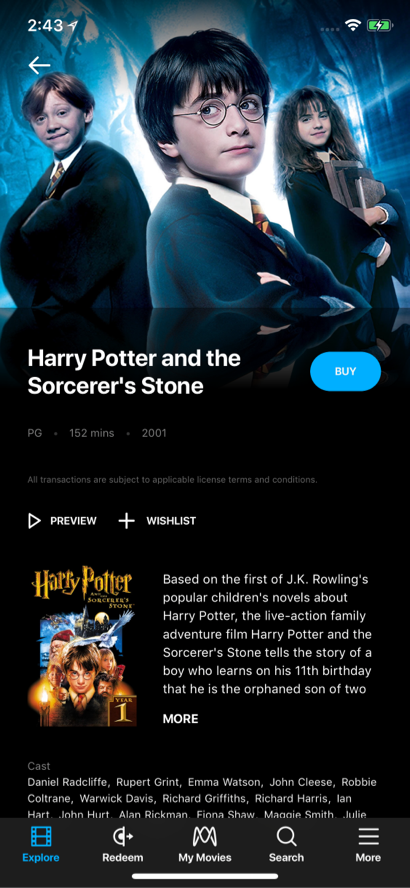 2:43
Harry Potter and the
Sorcerer's Stone
BUY
PG • 152 mins • 2001
All transactions are subject to applicable license terms and conditions.
PREVIEW
WISHLIST
Harry Potter
AND THE
SORCERER'S
STONE
YEAR
1
Based on the first of J.K. Rowling's
popular children's novels about
Harry Potter, the live-action family
adventure film Harry Potter and the
Sorcerer's Stone tells the story of a
boy who learns on his 11th birthday
that he is the orphaned son of two
MORE
Cast
Daniel Radcliffe, Rupert Grint, Emma Watson, John Cleese, Robbie
Coltrane, Warwick Davis, Richard Griffiths, Richard Harris, Ian
Hart, John Hurt, Alan Rickman, Fiona Shaw, Maggie Smith, Julie
Explore
Redeem
My Movies
Search
More